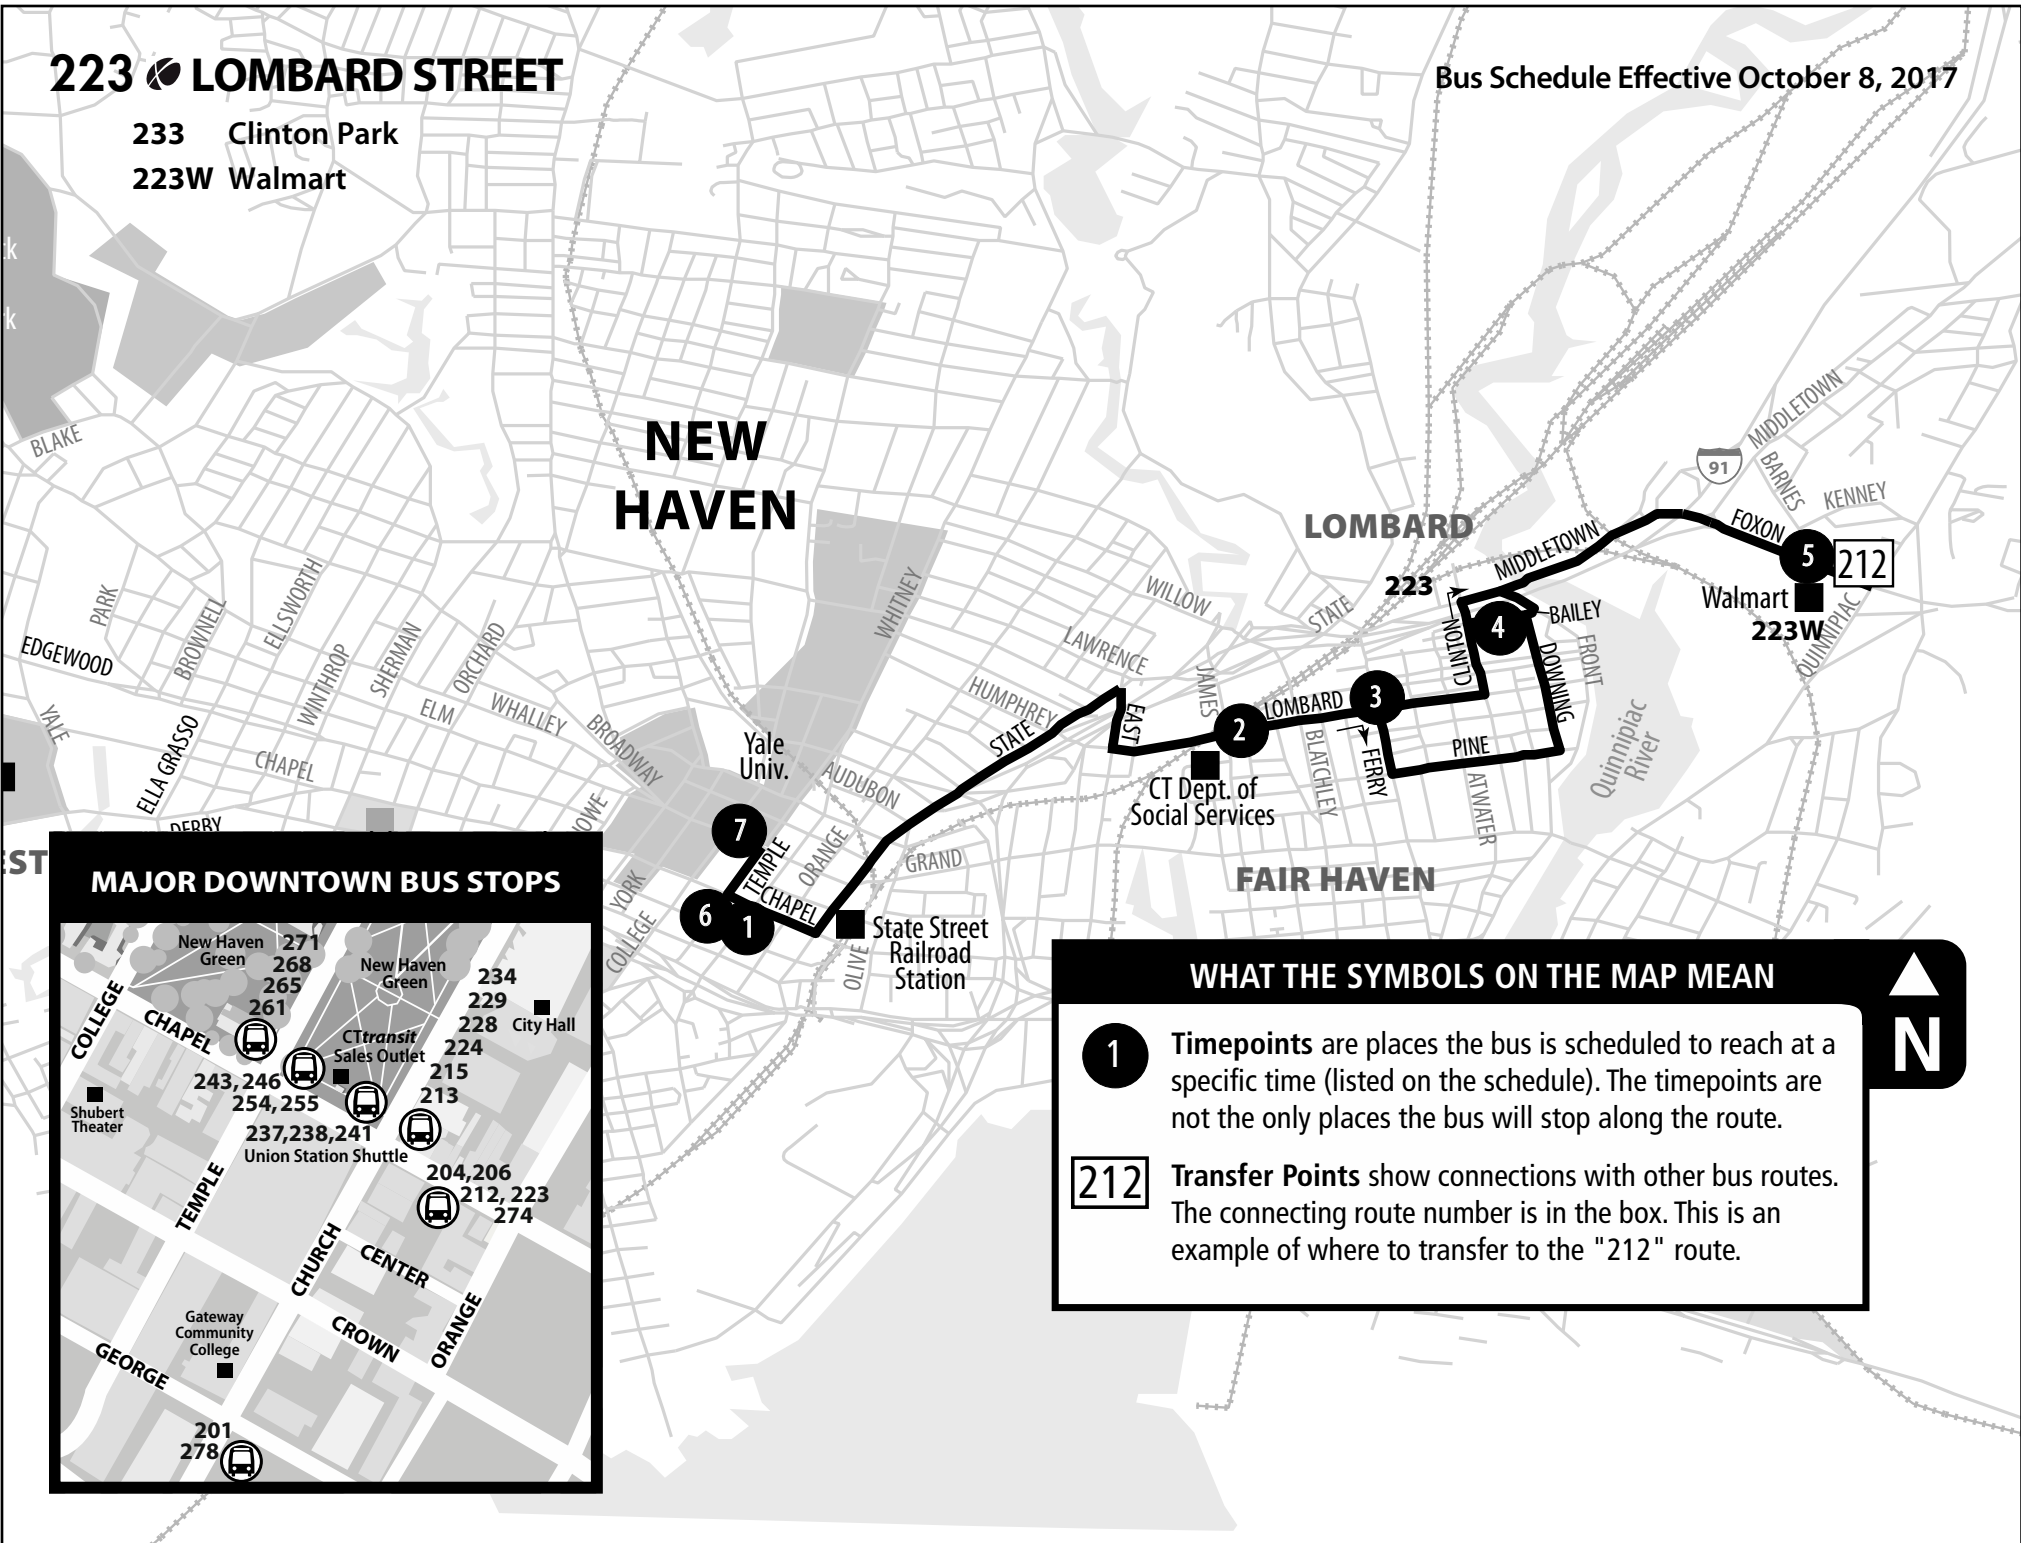 223 LOMBARD STREET
233 Clinton Park
223W Walmart
Bus Schedule Effective October 8, 2017
NEW
HAVEN
BLAKE
PARK
EDGEWOOD
YALE
BROWNELL
ELLSWORTH
WINTHROP
SHERMAN
ORCHARD
ELM
WHALLEY
BROADWAY
ELLA GRASSO
CHAPEL
DERBY
HOWE
YORK
COLLEGE
Yale
Univ.
AUDUBON
WHITNEY
ORANGE
TEMPLE
CHAPEL
7
6
1
GRAND
OLIVE
State Street
Railroad
Station
STATE
HUMPHREY
LAWRENCE
WILLOW
EAST
JAMES
STATE
LOMBARD
223
2
LOMBARD
3
CT Dept. of
Social Services
BLATCHLEY
FERRY
PINE
ATWATER
CLINTON
4
BAILEY
DOWNING
FRONT
Quinnipiac
River
MIDDLETOWN
91
MIDDLETOWN
BARNES
KENNEY
FOXON
5
212
Walmart
223W
QUINNIPIAC
FAIR HAVEN
EST
MAJOR DOWNTOWN BUS STOPS
New Haven
Green
271
268
265
261
New Haven
Green
234
229
228
224
215
213
City Hall
COLLEGE
CHAPEL
CTtransit
Sales Outlet
243, 246
254, 255
Shubert
Theater
237,238,241
Union Station Shuttle
204,206
212, 223
274
TEMPLE
CHURCH
CENTER
ORANGE
CROWN
Gateway
Community
College
GEORGE
201
278
WHAT THE SYMBOLS ON THE MAP MEAN
N
1
Timepoints are places the bus is scheduled to reach at a
specific time (listed on the schedule). The timepoints are
not the only places the bus will stop along the route.
212
Transfer Points show connections with other bus routes.
The connecting route number is in the box. This is an
example of where to transfer to the "212" route.